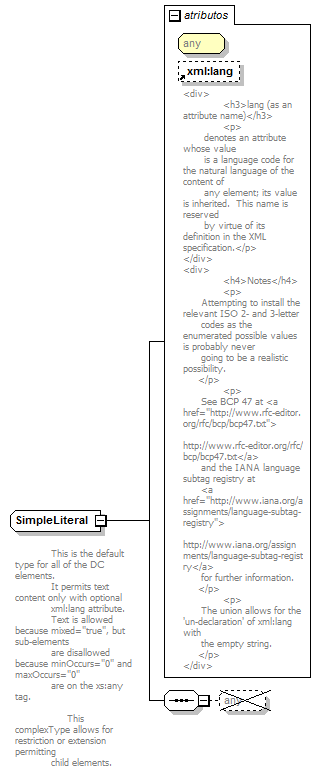 atributos
any
xml:lang
<div>
<h3>lang (as an
attribute name)</h3>
<p>
denotes an attribute
whose value
is a language code for
the natural language of the
content of
any element; its value
is inherited.  This name is
reserved
by virtue of its
definition in the XML
specification.</p>
</div>
<div>
<h4>Notes</h4>
<p>
Attempting to install the
relevant ISO 2- and 3-letter
codes as the
enumerated possible values
is probably never
going to be a realistic
possibility.
</p>
<p>
See BCP 47 at <a
href="http://www.rfc-editor.
org/rfc/bcp/bcp47.txt">
http://www.rfc-editor.org/rfc/
bcp/bcp47.txt</a>
and the IANA language
subtag registry at
<a
href="http://www.iana.org/a
ssignments/language-subtag-
registry">
http://www.iana.org/assign
ments/language-subtag-regist
ry</a>
for further information.
</p>
<p>
The union allows for the
'un-declaration' of xml:lang
with
the empty string.
</p>
</div>
SimpleLiteral
This is the default
type for all of the DC
elements.
It permits text
content only with optional
xml:lang attribute.
Text is allowed
because mixed="true", but
sub-elements
are disallowed
because minOccurs="0" and
maxOccurs="0"
are on the xs:any
tag.
This
complexType allows for
restriction or extension
permitting
child elements.
any